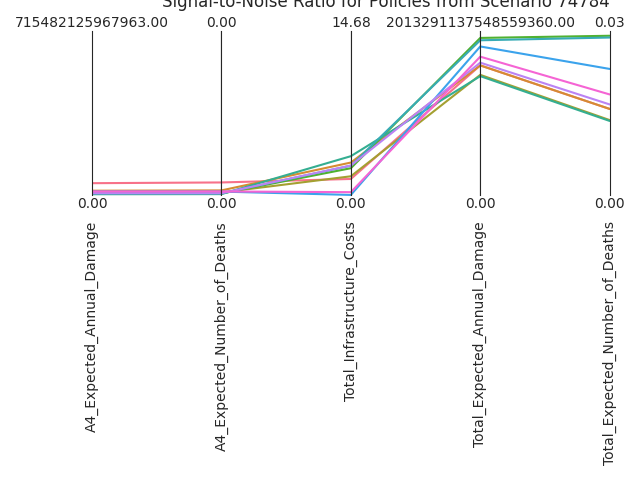 Signal-to-Noise Ratio for Policies from Scenario 74784
715482125967963.00
0.00
14.68
2013291137548559360.00
0.03
0.00
0.00
0.00
0.00
0.00
A4_Expected_Annual_Damage
A4_Expected_Number_of_Deaths
Total_Infrastructure_Costs
Total_Expected_Annual_Damage
Total_Expected_Number_of_Deaths